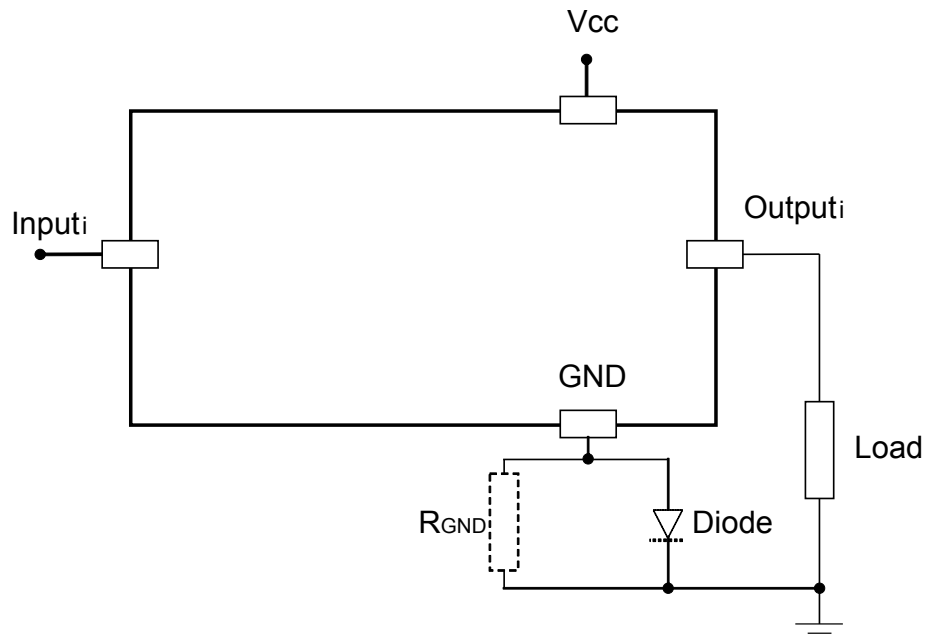 Vcc
Inputi
Outputi
GND
Load
RGND
Diode